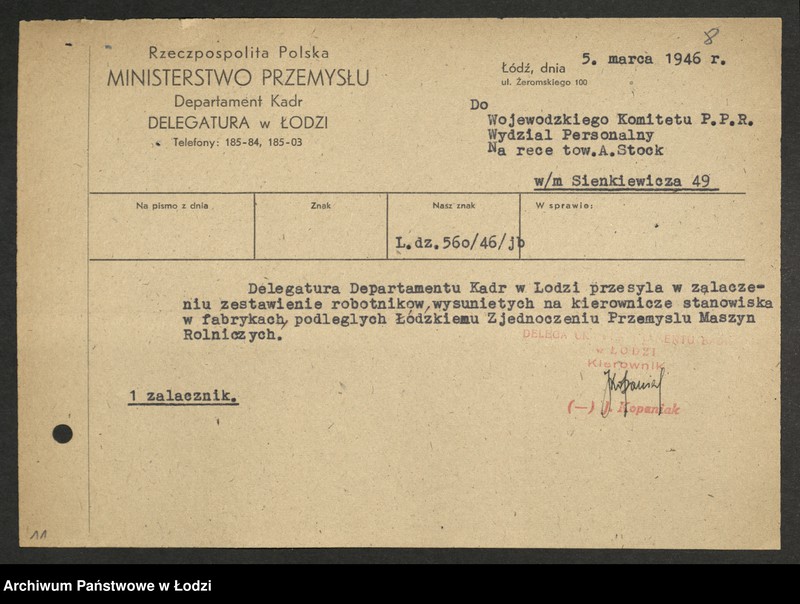 8
Rzeczpospolita Polska
MINISTERSTWO PRZEMYSŁU
Departament Kadr
DELEGATURA w ŁODZI
Telefony: 185-84, 185-03
Łódź, dnia 5. marca 1946 r.
ul. Żeromskiego 100
Do
Wojewodzkiego Komitetu P.P.R.
Wydzial Personalny
Na rece tow.A.Stock
w/m Sienkiewicza 49
Na pismo z dnia
Znak
Nasz znak
W sprawie:
L.dz.56o/46/jb
Delegatura Departamentu Kadr w Lodzi przesyla w zalacze-
niu zestawienie robotnikow,wysunietych na kierownicze stanowiska
w fabrykach, podleglych Łódzkiemu Zjednoczeniu Przemyslu Maszyn
Rolniczych.
w ŁODZI
Kierownik
(—) J. Kopaniak
1 zalacznik.
11
Archiwum Państwowe w Łodzi